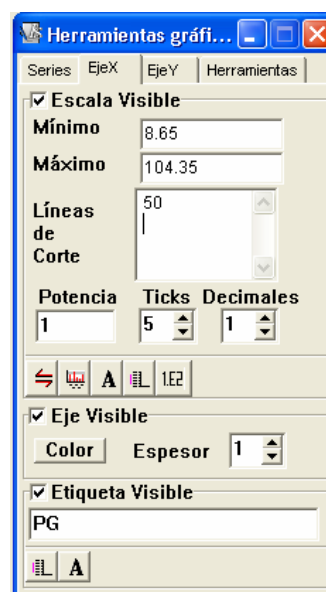 Herramientas gráfi...
Series EjeX EjeY Herramientas
Escala Visible
Mínimo 8.65
Máximo 104.35
Líneas de Corte 50
Potencia Ticks Decimales
1 5 1
A 1.E2
Eje Visible
Color Espesor 1
Etiqueta Visible
PG
A